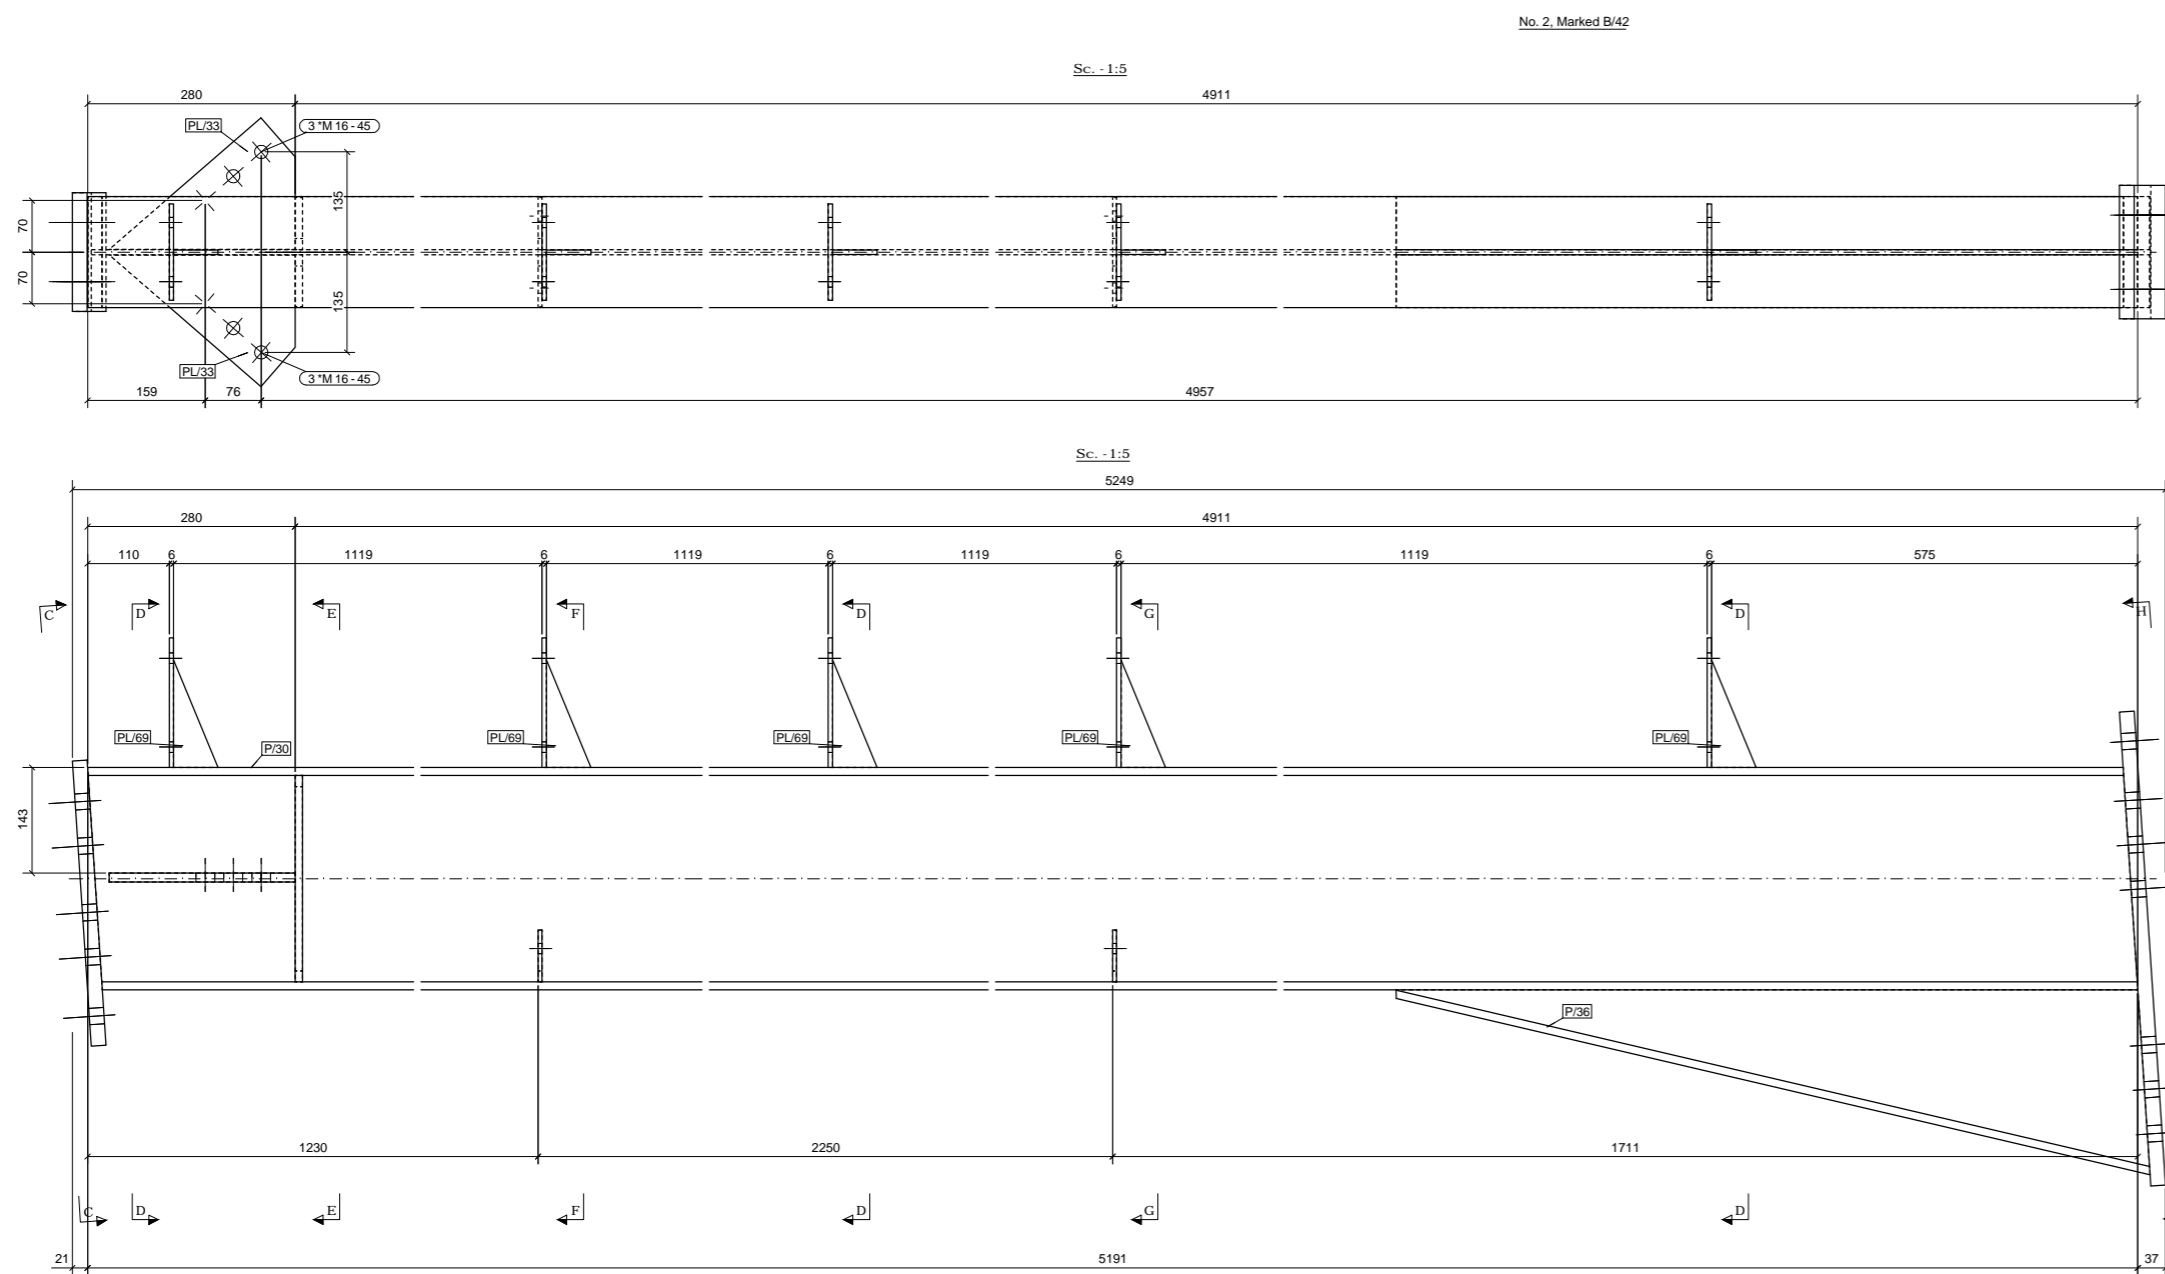 No. 2, Marked B/42
Sc. -1:5
280
4911
PL/33
3 *M 16 - 45
135
70
70
135
PL/33
3 *M 16 - 45
159
76
4957
Sc. -1:5
5249
280
4911
110
6
1119
6
1119
6
1119
6
1119
6
575
C
D
E
F
D
G
D
H
PL/69
P/30
PL/69
PL/69
PL/69
PL/69
143
P/36
1230
2250
1711
C
D
E
F
D
G
D
21
5191
37